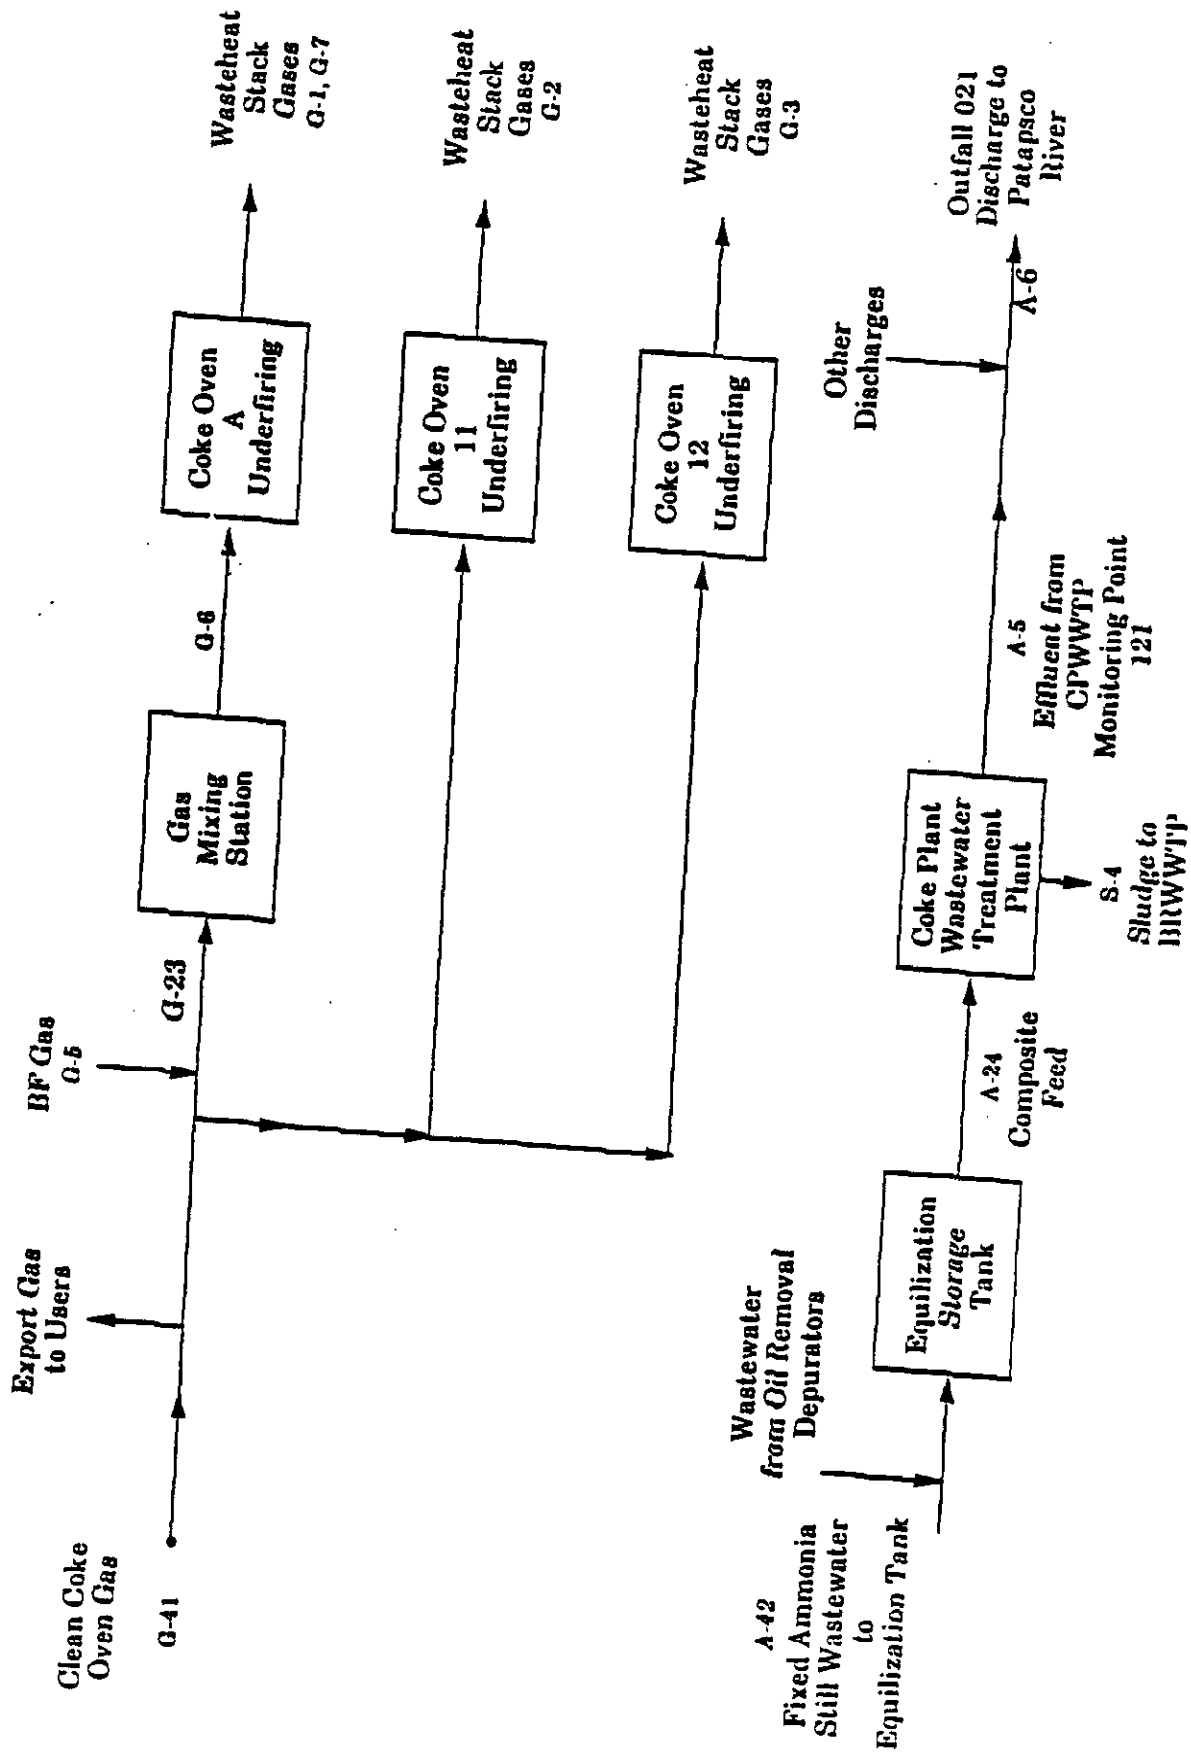 Clean Coke
Oven Gas
G-41
Export Gas
to Users
BF Gas
G-5
G-23
Gas
Mixing
Station
G-6
Coke Oven
A
Underfiring
Wasteheat
Stack
Gases
G-1, G-7
Coke Oven
11
Underfiring
Wasteheat
Stack
Gases
G-2
Coke Oven
12
Underfiring
Wasteheat
Stack
Gases
G-3
A-42
Fixed Ammonia
Still Wastewater
to
Equilization Tank
Wastewater
from Oil Removal
Depurators
Equilization
Storage
Tank
A-24
Composite
Feed
Coke Plant
Wastewater
Treatment
Plant
S-4
Sludge to
BRWWTP
A-5
Effluent from
CPWWTP
Monitoring Point
121
Other
Discharges
A-6
Outfall 021
Discharge to
Patapsco
River